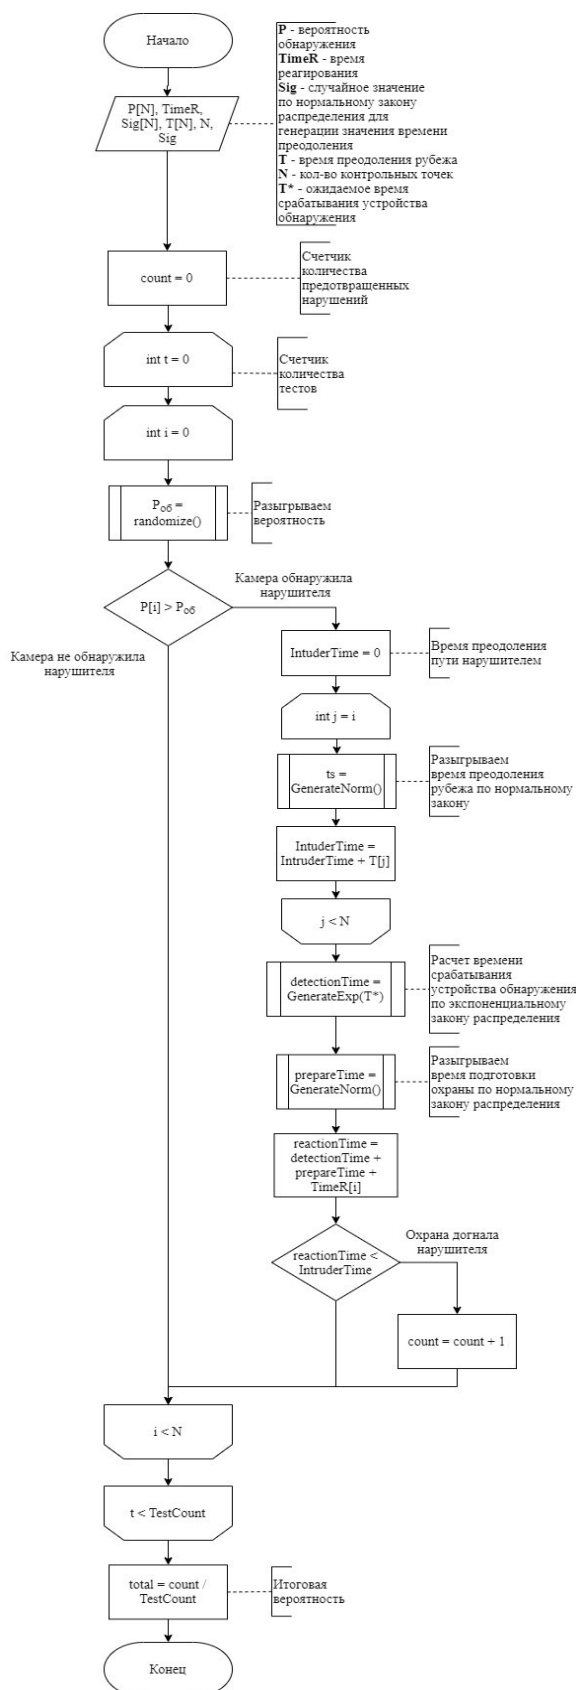 Начало
P[N], TimeR,
Sig[N], T[N], N,
Sig
P - вероятность
обнаружения
TimeR - время
реагирования
Sig - случайное значение
по нормальному закону
распределения для
генерации значения времени
преодоления
T - время преодоления рубежа
N - кол-во контрольных точек
T* - ожидаемое время
срабатывания устройства
обнаружения
count = 0
Счетчик
количества
предотвращенных
нарушений
int t = 0
Счетчик
количества
тестов
int i = 0
Pоб =
randomize()
Разыгрываем
вероятность
P[i] > Pоб
Камера обнаружила
нарушителя
Камера не обнаружила
нарушителя
IntuderTime = 0
Время преодоления
пути нарушителем
int j = i
ts =
GenerateNorm()
Разыгрываем
время преодоления
рубежа по нормальному
закону
IntuderTime =
IntruderTime + T[j]
j < N
detectionTime =
GenerateExp(T*)
Расчет времени
срабатывания
устройства обнаружения
по экспоненциальному
закону распределения
prepareTime =
GenerateNorm()
Разыгрываем
время подготовки
охраны по нормальному
закону распределения
reactionTime =
detectionTime +
prepareTime +
TimeR[i]
reactionTime <
IntruderTime
Охрана догнала
нарушителя
count = count + 1
i < N
t < TestCount
total = count /
TestCount
Итоговая
вероятность
Конец